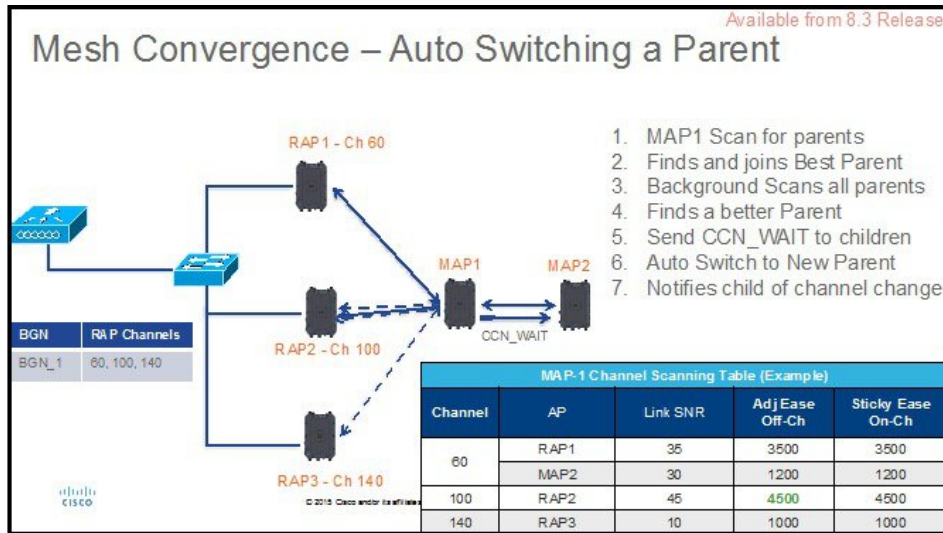 Available from 8.3 Release
Mesh Convergence – Auto Switching a Parent
RAP1 - Ch 60
MAP1
MAP2
RAP2 - Ch 100
CCN_WAIT
RAP3 - Ch 140
1. MAP1 Scan for parents
2. Finds and joins Best Parent
3. Background Scans all parents
4. Finds a better Parent
5. Send CCN_WAIT to children
6. Auto Switch to New Parent
7. Notifies child of channel change
BGN RAP Channels
BGN_1 60, 100, 140
MAP-1 Channel Scanning Table (Example)
Channel AP Link SNR Adj Ease Off-Ch Sticky Ease On-Ch
60 RAP1 35 3500 3500
MAP2 30 1200 1200
100 RAP2 45 4500 4500
140 RAP3 10 1000 1000
CISCO
and/or its affiliates